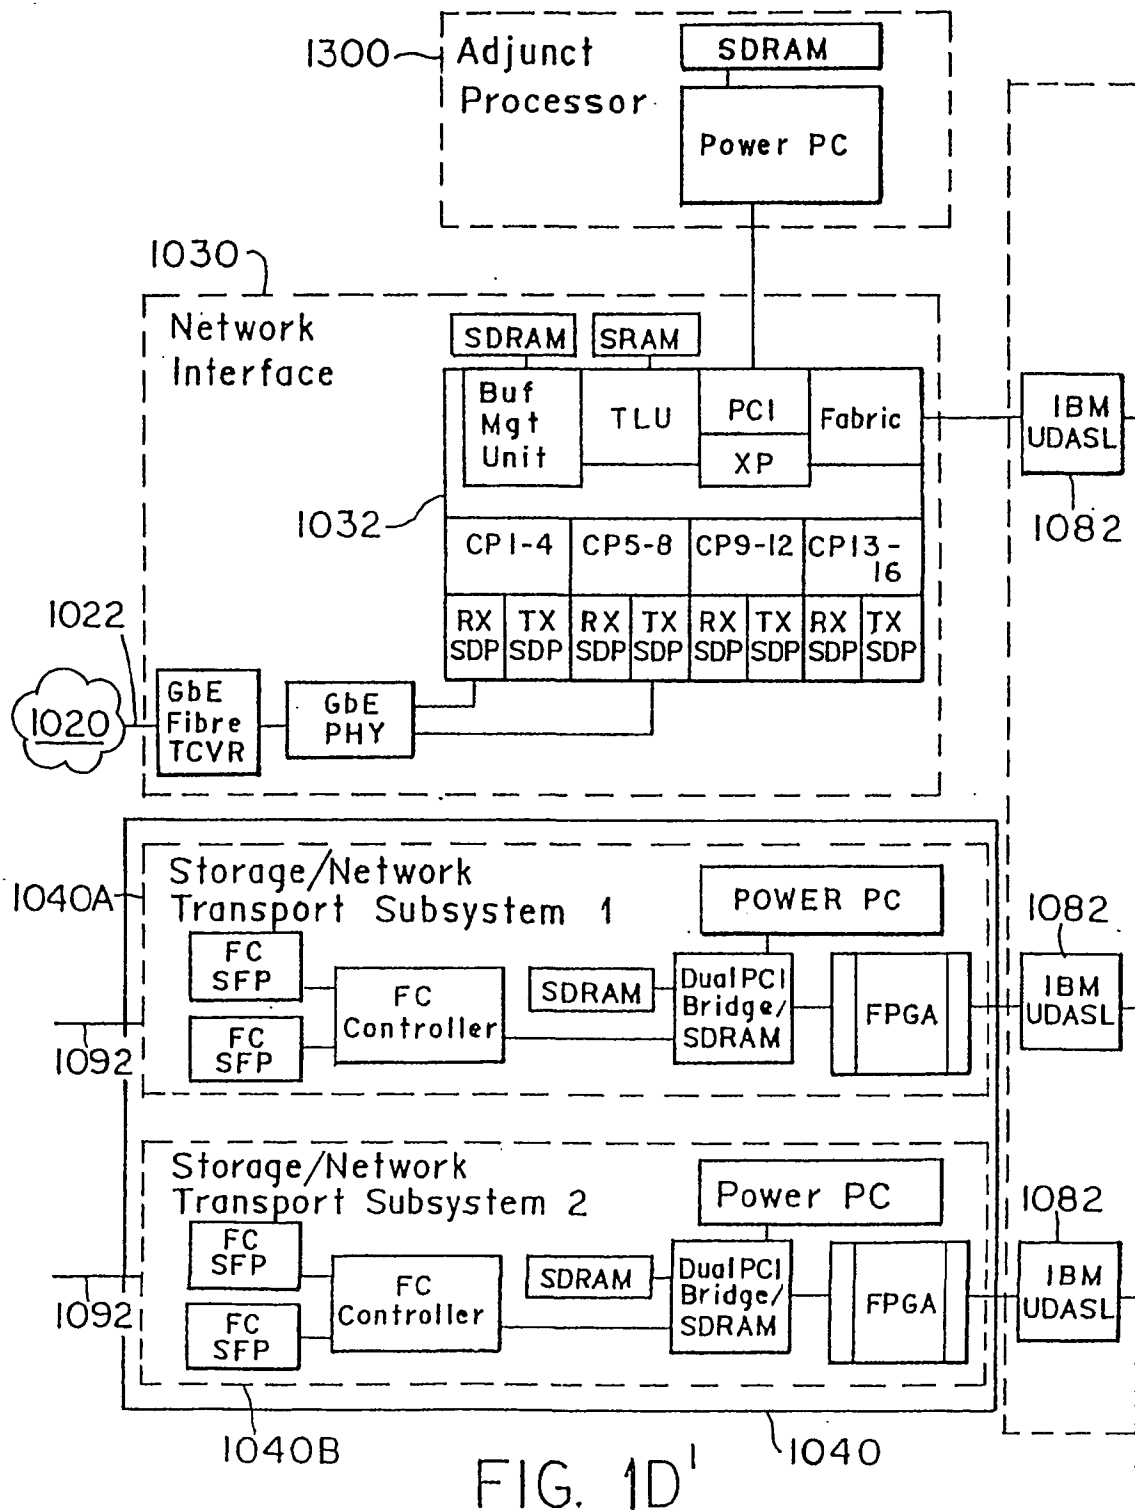 1300
Adjunct
Processor
SDRAM
Power PC
1030
Network
Interface
SDRAM
SRAM
Buf
Mgt
Unit
TLU
PCI
XP
Fabric
IBM
UDASL
1082
1032
CP1-4
CP5-8
CP9-12
CP13-
16
RX
SDP
TX
SDP
RX
SDP
TX
SDP
RX
SDP
TX
SDP
RX
SDP
TX
SDP
1022
1020
GbE
Fibre
TCVR
GbE
PHY
Storage/Network
Transport Subsystem 1
1040A
POWER PC
1082
FC
SFP
FC
SFP
FC
Controller
SDRAM
Dual PCI
Bridge/
SDRAM
FPGA
IBM
UDASL
1092
Storage/Network
Transport Subsystem 2
Power PC
1082
FC
SFP
FC
SFP
FC
Controller
SDRAM
Dual PCI
Bridge/
SDRAM
FPGA
IBM
UDASL
1092
1040B
1040
FIG. 1D'